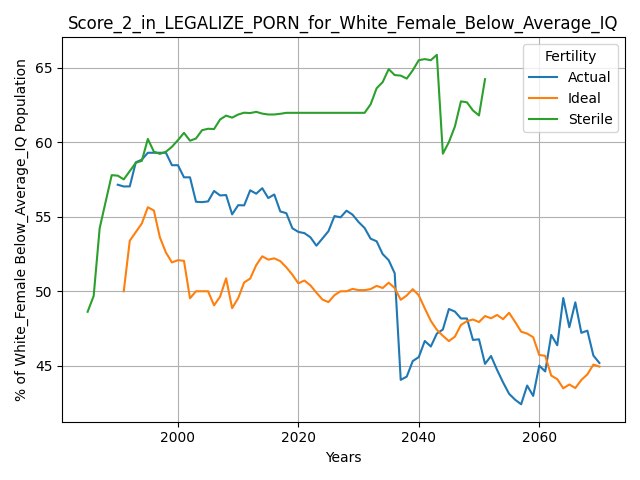 Score_2_in_LEGALIZE_PORN_for_White_Female_Below_Average_IQ
% of White_Female Below_Average_IQ Population
65
60
55
50
45
Fertility
Actual
Ideal
Sterile
2000
2020
2040
2060
Years